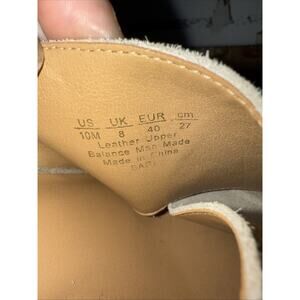 US UK EUR cm
10M 8 40 27
Leather Upper
Balance Man Made
Made in China